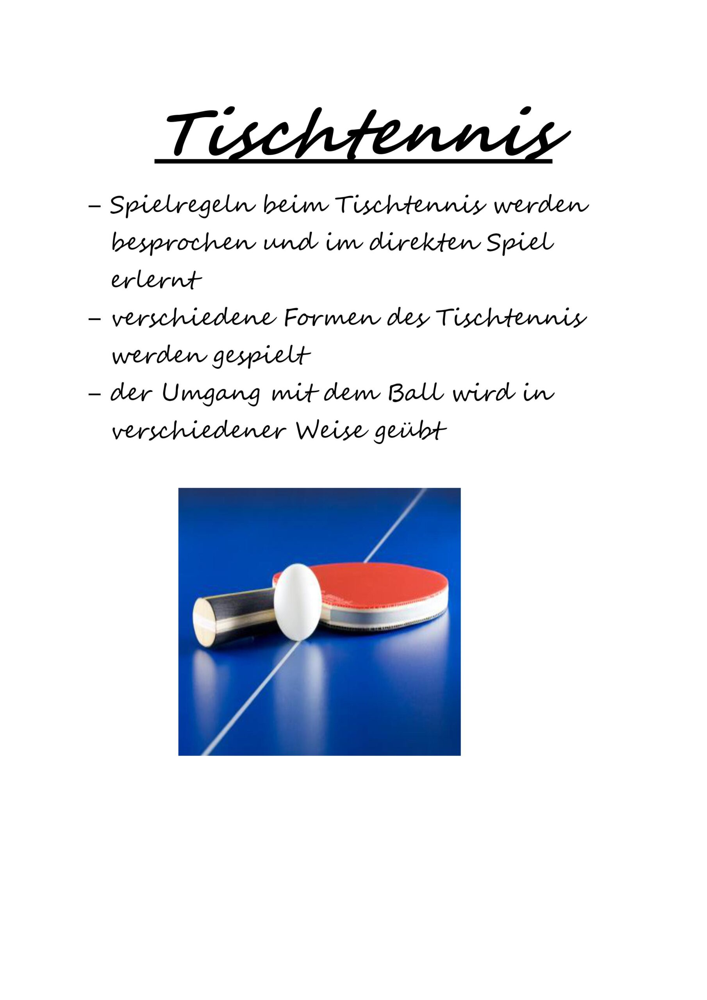 Tischtennis
– Spielregeln beim Tischtennis werden
besprochen und im direkten Spiel
erlernt
– verschiedene Formen des Tischtennis
werden gespielt
– der Umgang mit dem Ball wird in
verschiedener Weise geübt